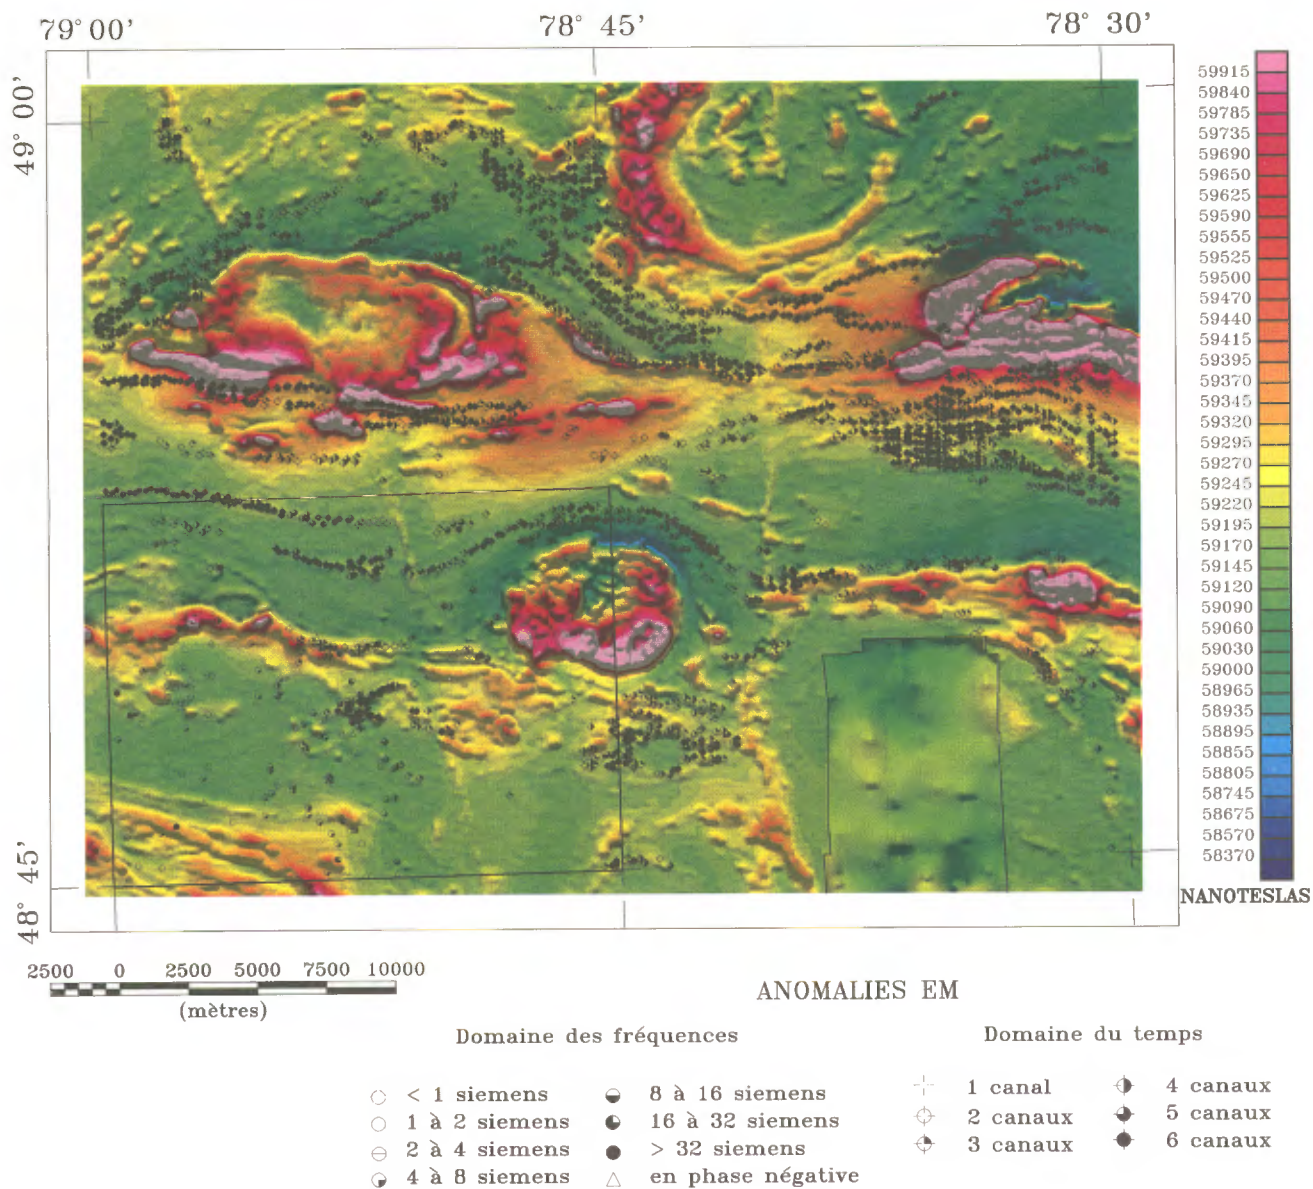 79° 00'
78° 45'
78° 30'
49° 00'
48° 45'
59915
59840
59785
59735
59690
59650
59625
59590
59555
59525
59500
59470
59440
59415
59395
59370
59345
59320
59295
59270
59245
59220
59195
59170
59145
59120
59090
59060
59030
59000
58965
58935
58895
58855
58805
58745
58675
58570
58370
NANOTESLAS
2500 0 2500 5000 7500 10000
(mètres)
ANOMALIES EM
Domaine des fréquences
< 1 siemens
1 à 2 siemens
2 à 4 siemens
4 à 8 siemens
8 à 16 siemens
16 à 32 siemens
> 32 siemens
en phase négative
Domaine du temps
1 canal
2 canaux
3 canaux
4 canaux
5 canaux
6 canaux